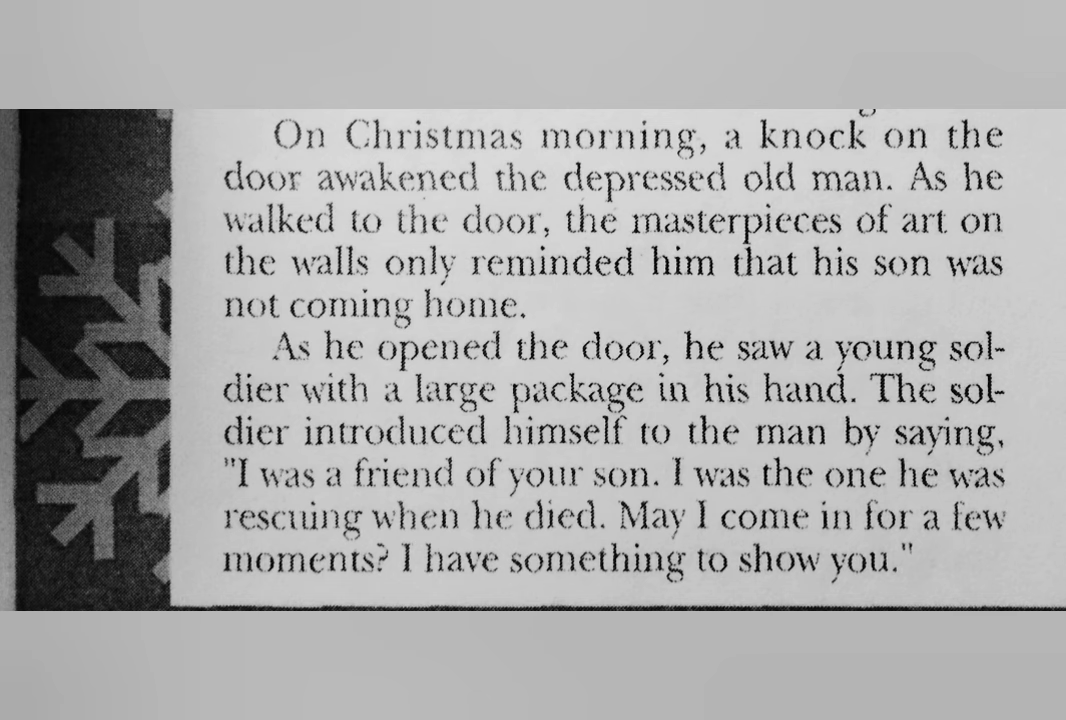 On Christmas morning, a knock on the
door awakened the depressed old man. As he
walked to the door, the masterpieces of art on
the walls only reminded him that his son was
not coming home.
As he opened the door, he saw a young sol-
dier with a large package in his hand. The sol-
dier introduced himself to the man by saying,
"I was a friend of your son. I was the one he was
rescuing when he died. May I come in for a few
moments? I have something to show you."